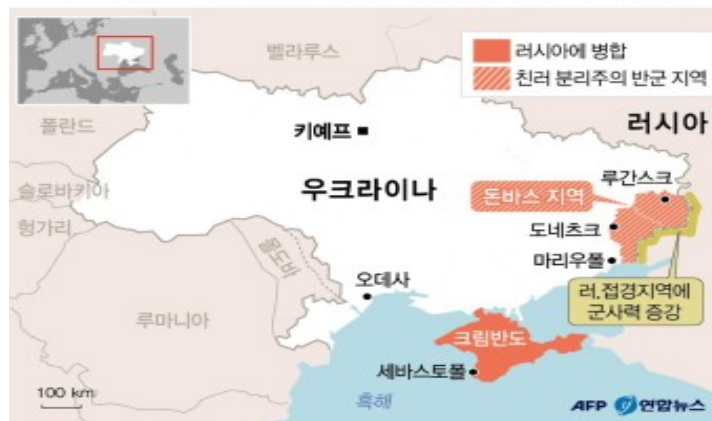 벨라루스
러시아에 병합
친러 분리주의 반군 지역
폴란드
키예프
러시아
슬로바키아
루간스크
우크라이나
돈바스 지역
헝가리
도네츠크
몰도바
마리우폴
오데사
러,접경지역에
군사력 증강
루마니아
크림반도
세바스토폴
100 km
흑해
AFP 연합뉴스